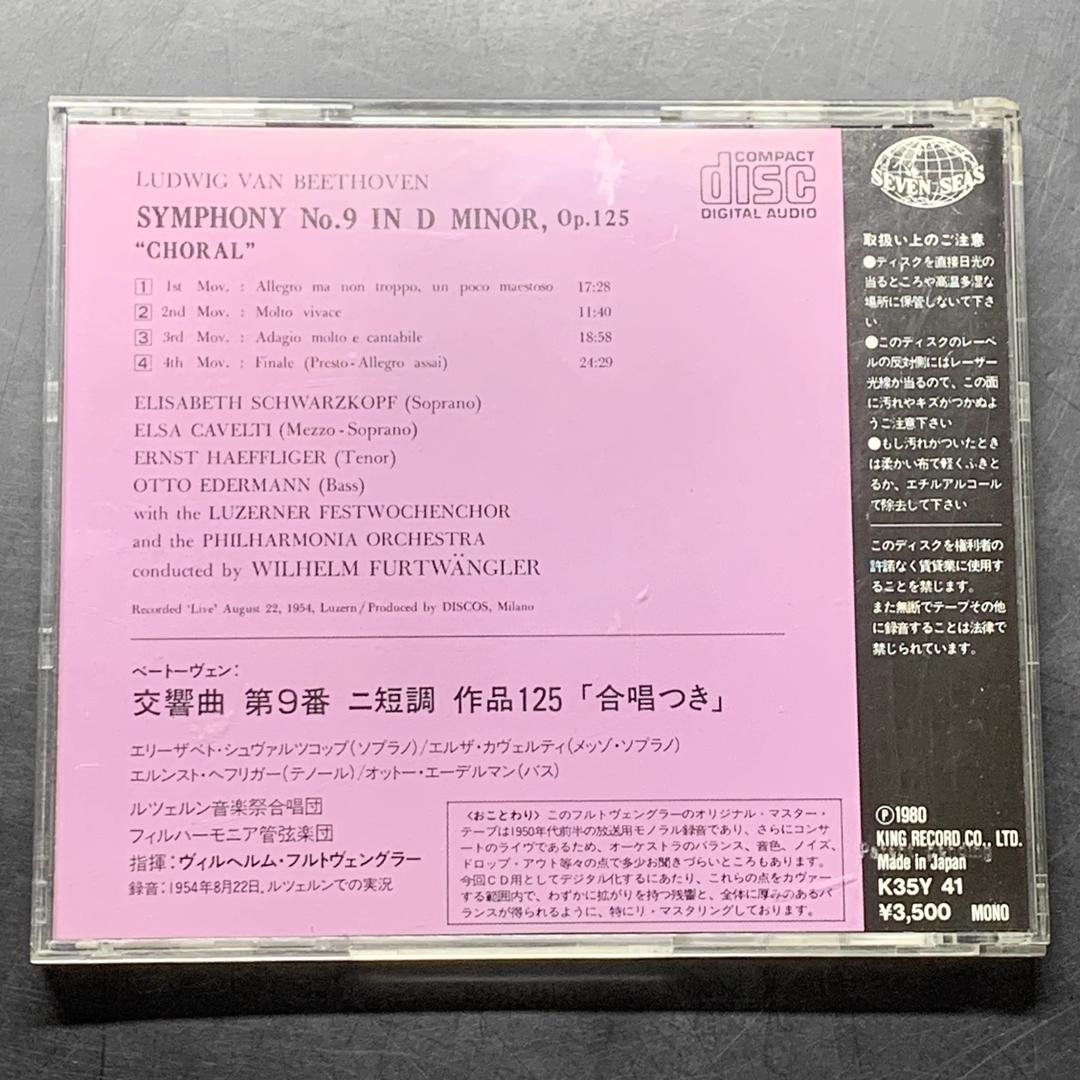 LUDWIG VAN BEETHOVEN
SYMPHONY No.9 IN D MINOR, Op.125
“CHORAL”
1 1st Mov. : Allegro ma non troppo, un poco maestoso 17:28
2 2nd Mov. : Molto vivace 11:40
3 3rd Mov. : Adagio molto e cantabile 18:58
4 4th Mov. : Finale (Presto-Allegro assai) 24:29
ELISABETH SCHWARZKOPF (Soprano)
ELSA CAVELTI (Mezzo-Soprano)
ERNST HAEFFLIGER (Tenor)
OTTO EDERMANN (Bass)
with the LUZERNER FESTWOCHENCHOR
and the PHILHARMONIA ORCHESTRA
conducted by WILHELM FURTWÄNGLER
Recorded ‘Live’ August 22, 1954, Luzern/Produced by DISCOS, Milano
ベートーヴェン:
交響曲 第9番 ニ短調 作品125「合唱つき」
エリーザベト・シュヴァルツコップ(ソプラノ)/エルザ・カヴェルティ(メッゾ・ソプラノ)
エルンスト・ヘフリガー(テノール)/オットー・エーデルマン(バス)
ルツェルン音楽祭合唱団
フィルハーモニア管弦楽団
指揮:ヴィルヘルム・フルトヴェングラー
録音:1954年8月22日、ルツェルンでの実況
〈おことわり〉このフルトヴェングラーのオリジナル・マスター・
テープは1950年代前半の放送用モノラル録音であり、さらにコンサ
ートのライヴであるため、オーケストラのバランス、音色、ノイズ、
ドロップ・アウト等々の点で多少お聞きづらいところもあります。
今回CD用としてデジタル化するにあたり、これらの点をカヴァー
する範囲内で、わずかに拡がりを持つ残響と、全体に厚みのあるバ
ランスが得られるように、特にリ・マスタリングしております。
COMPACT
disc
DIGITAL AUDIO
SEVEN SEAS
取扱い上のご注意
●ディスクを直接日光の
当るところや高温多湿な
場所に保管しないで下さ
い。
●このディスクのレーベ
ルの反対側にはレーザー
光線が当るので、この面
に汚れやキズがつかぬよ
うご注意下さい
●もし汚れがついたとき
は柔かい布で軽くふきと
るか、エチルアルコール
で除去して下さい
このディスクを権利者の
許諾なく賃貸業に使用す
ることを禁じます。
また無断でテープその他
に録音することは法律で
禁じられています。
Ⓟ1980
KING RECORD CO., LTD.
Made in Japan
K35Y 41
¥3,500 MONO